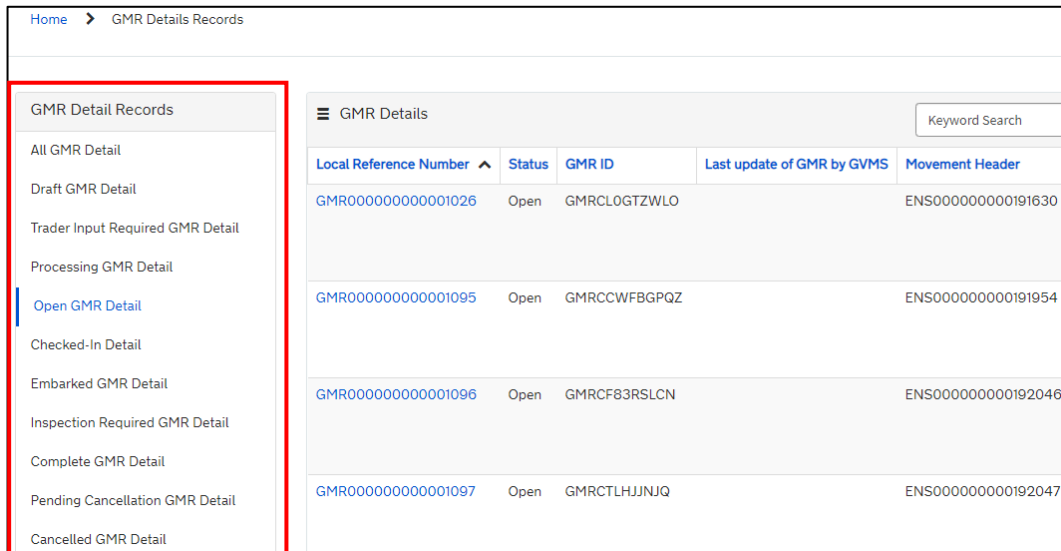 Home > GMR Details Records
GMR Detail Records
All GMR Detail
Draft GMR Detail
Trader Input Required GMR Detail
Processing GMR Detail
Open GMR Detail
Checked-In Detail
Embarked GMR Detail
Inspection Required GMR Detail
Complete GMR Detail
Pending Cancellation GMR Detail
Cancelled GMR Detail
GMR Details
Keyword Search
Local Reference Number Status GMR ID Last update of GMR by GVMS Movement Header
GMR000000000001026 Open GMRCL0GTZWLO ENS000000000191630
GMR000000000001095 Open GMRCCWFBGPQZ ENS000000000191954
GMR000000000001096 Open GMRCF83RSLCN ENS000000000192046
GMR000000000001097 Open GMRCTLHJJNJQ ENS000000000192047